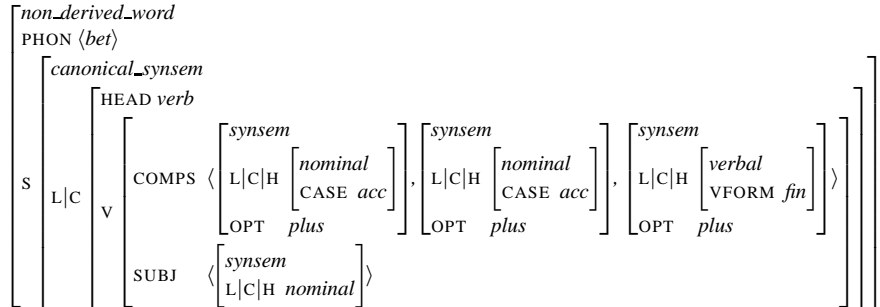 non_derived_word
PHON ⟨bet⟩
canonical_synsem
HEAD verb
synsem synsem synsem
S L|C V COMPS ⟨ L|C|H nominal CASE acc , L|C|H nominal CASE acc , L|C|H verbal VFORM fin ⟩
OPT plus OPT plus OPT plus
SUBJ ⟨ synsem
L|C|H nominal ⟩